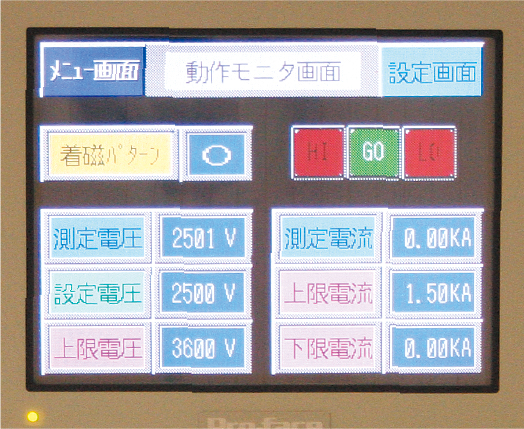 メニュー画面 動作モニタ画面 設定画面
着磁パターン ○ HI GO LO
測定電圧 2501 V 測定電流 0.00KA
設定電圧 2500 V 上限電流 1.50KA
上限電圧 3600 V 下限電流 0.00KA
Pro-face